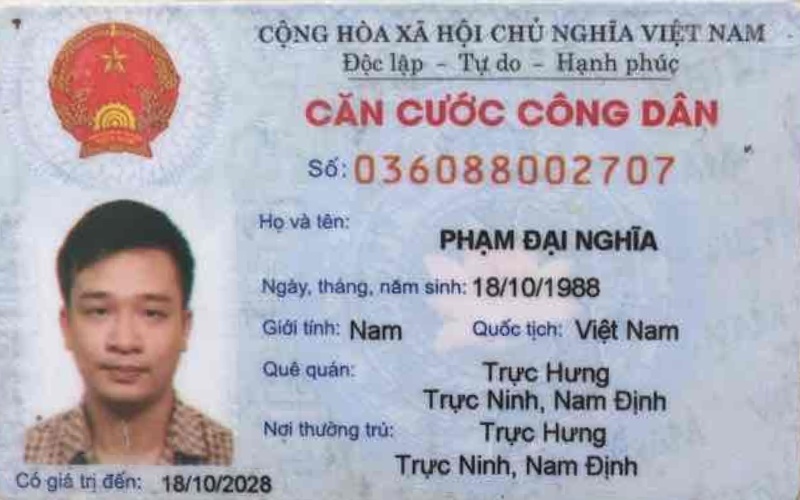 CỘNG HÒA XÃ HỘI CHỦ NGHĨA VIỆT NAM
Độc lập - Tự do - Hạnh phúc
CĂN CƯỚC CÔNG DÂN
Số: 036088002707
Họ và tên:
PHẠM ĐẠI NGHĨA
Ngày, tháng, năm sinh: 18/10/1988
Giới tính: Nam Quốc tịch: Việt Nam
Quê quán: Trực Hưng
Trực Ninh, Nam Định
Nơi thường trú: Trực Hưng
Trực Ninh, Nam Định
Có giá trị đến: 18/10/2028